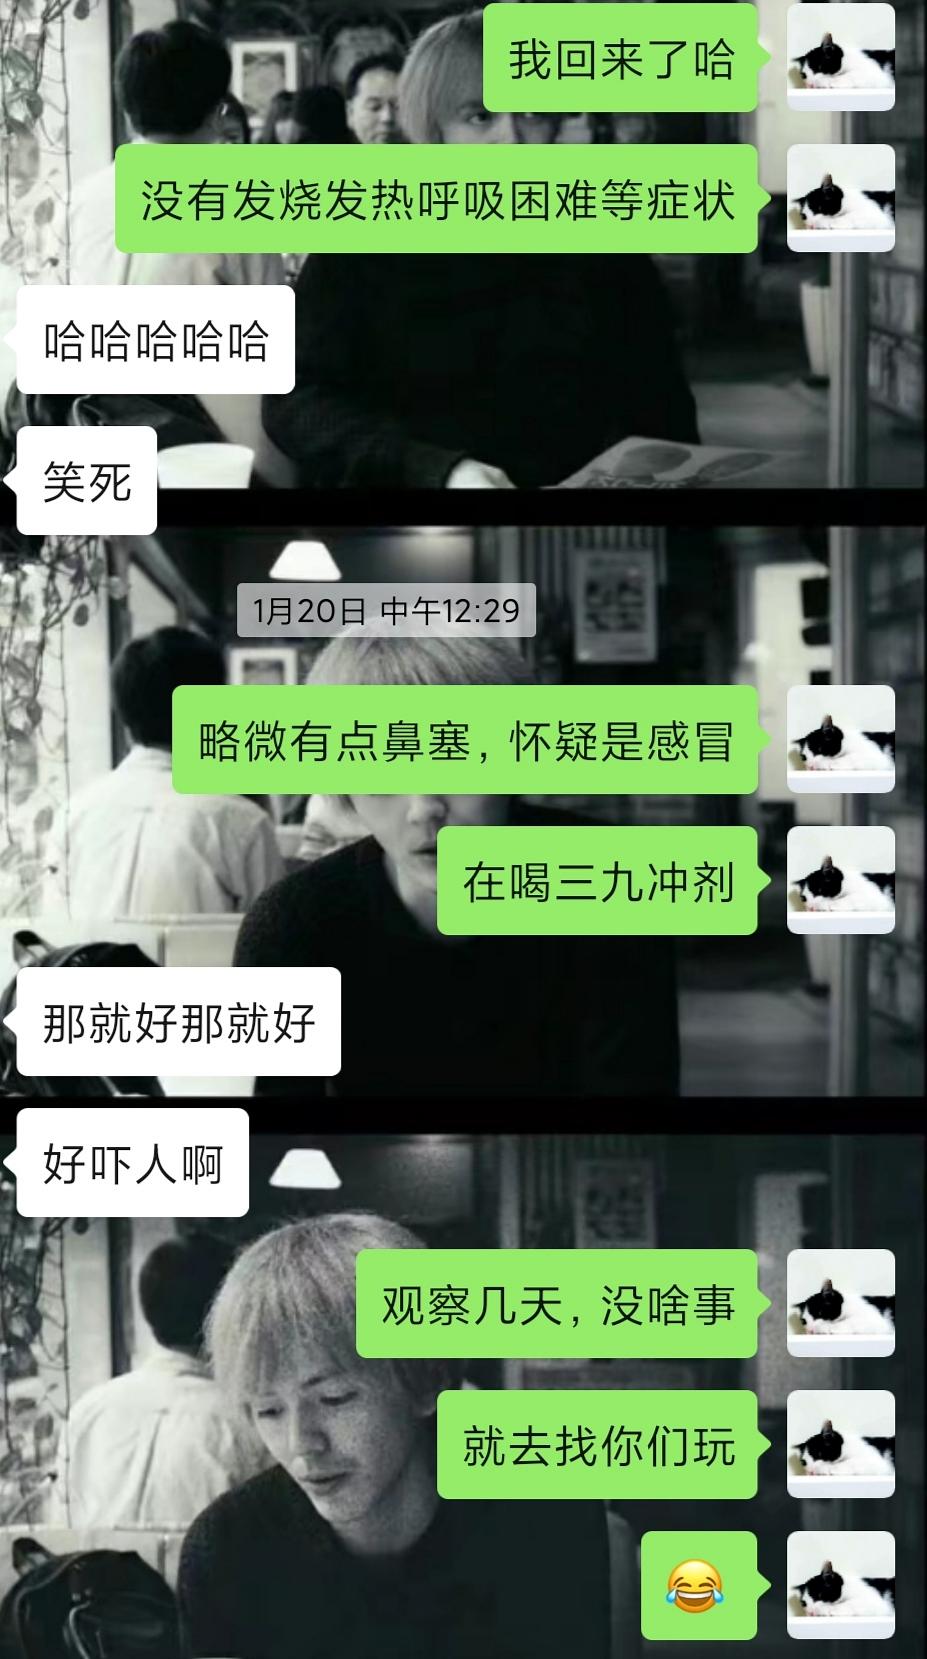 我回来了哈
没有发烧发热呼吸困难等症状
哈哈哈哈哈
笑死
1月20日 中午12:29
略微有点鼻塞，怀疑是感冒
在喝三九冲剂
那就好那就好
好吓人啊
观察几天，没啥事
就去找你们玩
😂